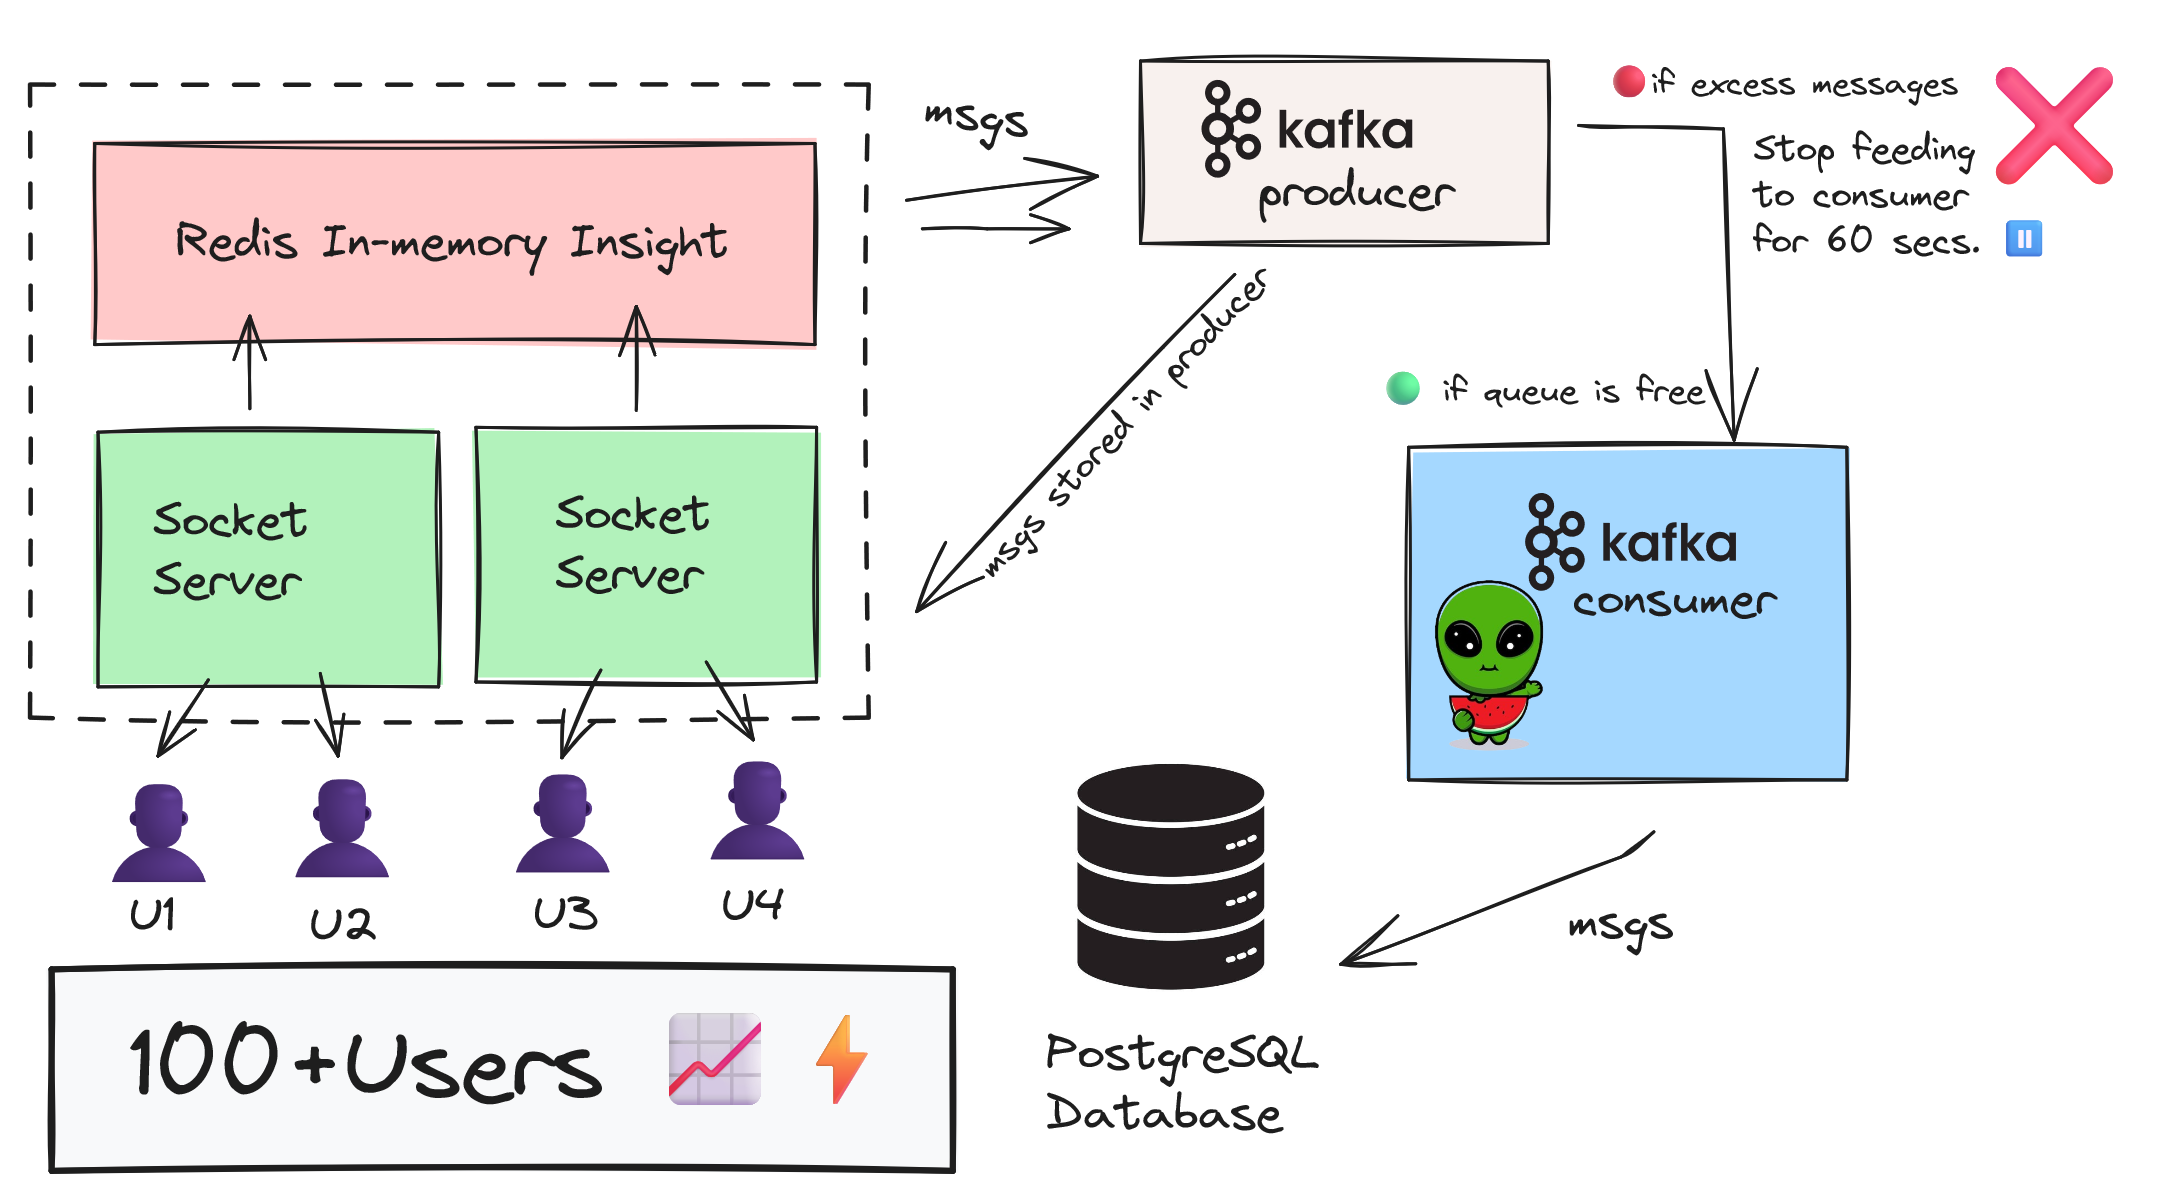 Redis In-memory Insight
Socket
Server
Socket
Server
U1
U2
U3
U4
100+Users
msgs
kafka
producer
msgs stored in producer
if excess messages
Stop feeding
to consumer
for 60 secs.
if queue is free
kafka
consumer
msgs
PostgreSQL
Database